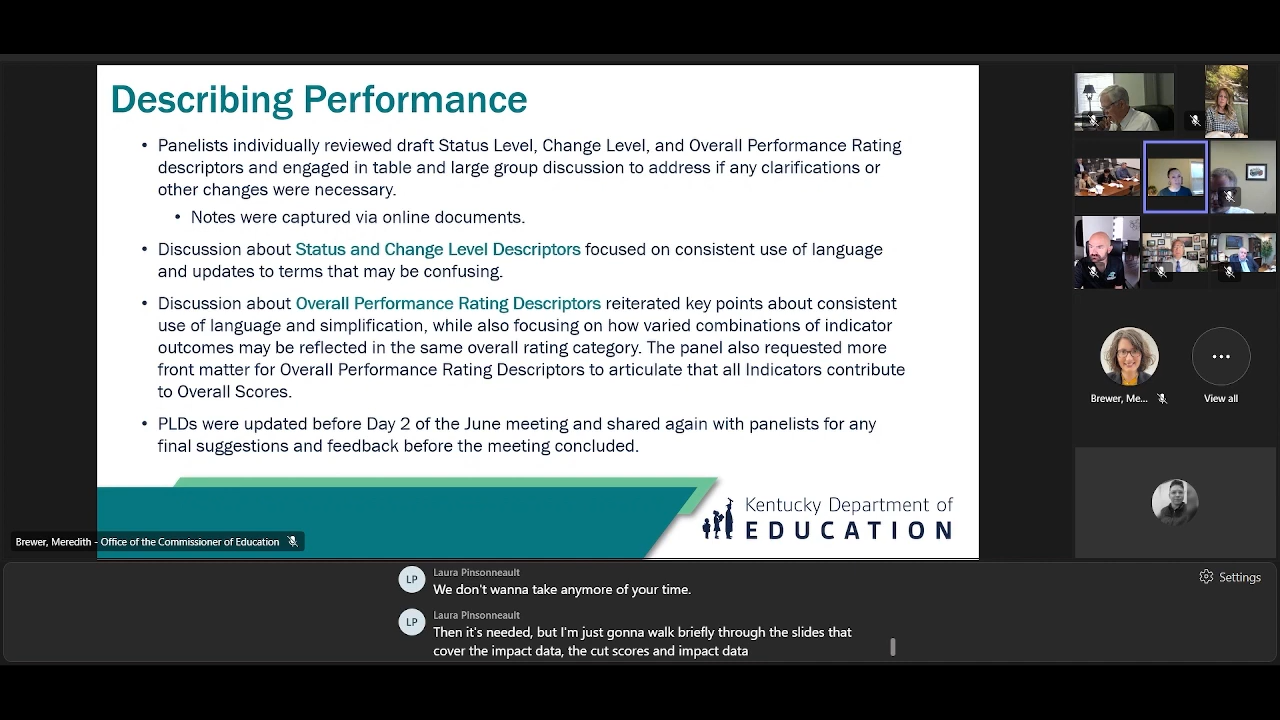 Describing Performance
• Panelists individually reviewed draft Status Level, Change Level, and Overall Performance Rating
descriptors and engaged in table and large group discussion to address if any clarifications or
other changes were necessary.
• Notes were captured via online documents.
• Discussion about Status and Change Level Descriptors focused on consistent use of language
and updates to terms that may be confusing.
• Discussion about Overall Performance Rating Descriptors reiterated key points about consistent
use of language and simplification, while also focusing on how varied combinations of indicator
outcomes may be reflected in the same overall rating category. The panel also requested more
front matter for Overall Performance Rating Descriptors to articulate that all Indicators contribute
to Overall Scores.
• PLDs were updated before Day 2 of the June meeting and shared again with panelists for any
final suggestions and feedback before the meeting concluded.
Kentucky Department of
EDUCATION
Brewer, Meredith - Office of the Commissioner of Education
Brewer, Me...
View all
Settings
LP
Laura Pinsonneault
We don't wanna take anymore of your time.
LP
Laura Pinsonneault
Then it's needed, but I'm just gonna walk briefly through the slides that
cover the impact data, the cut scores and impact data